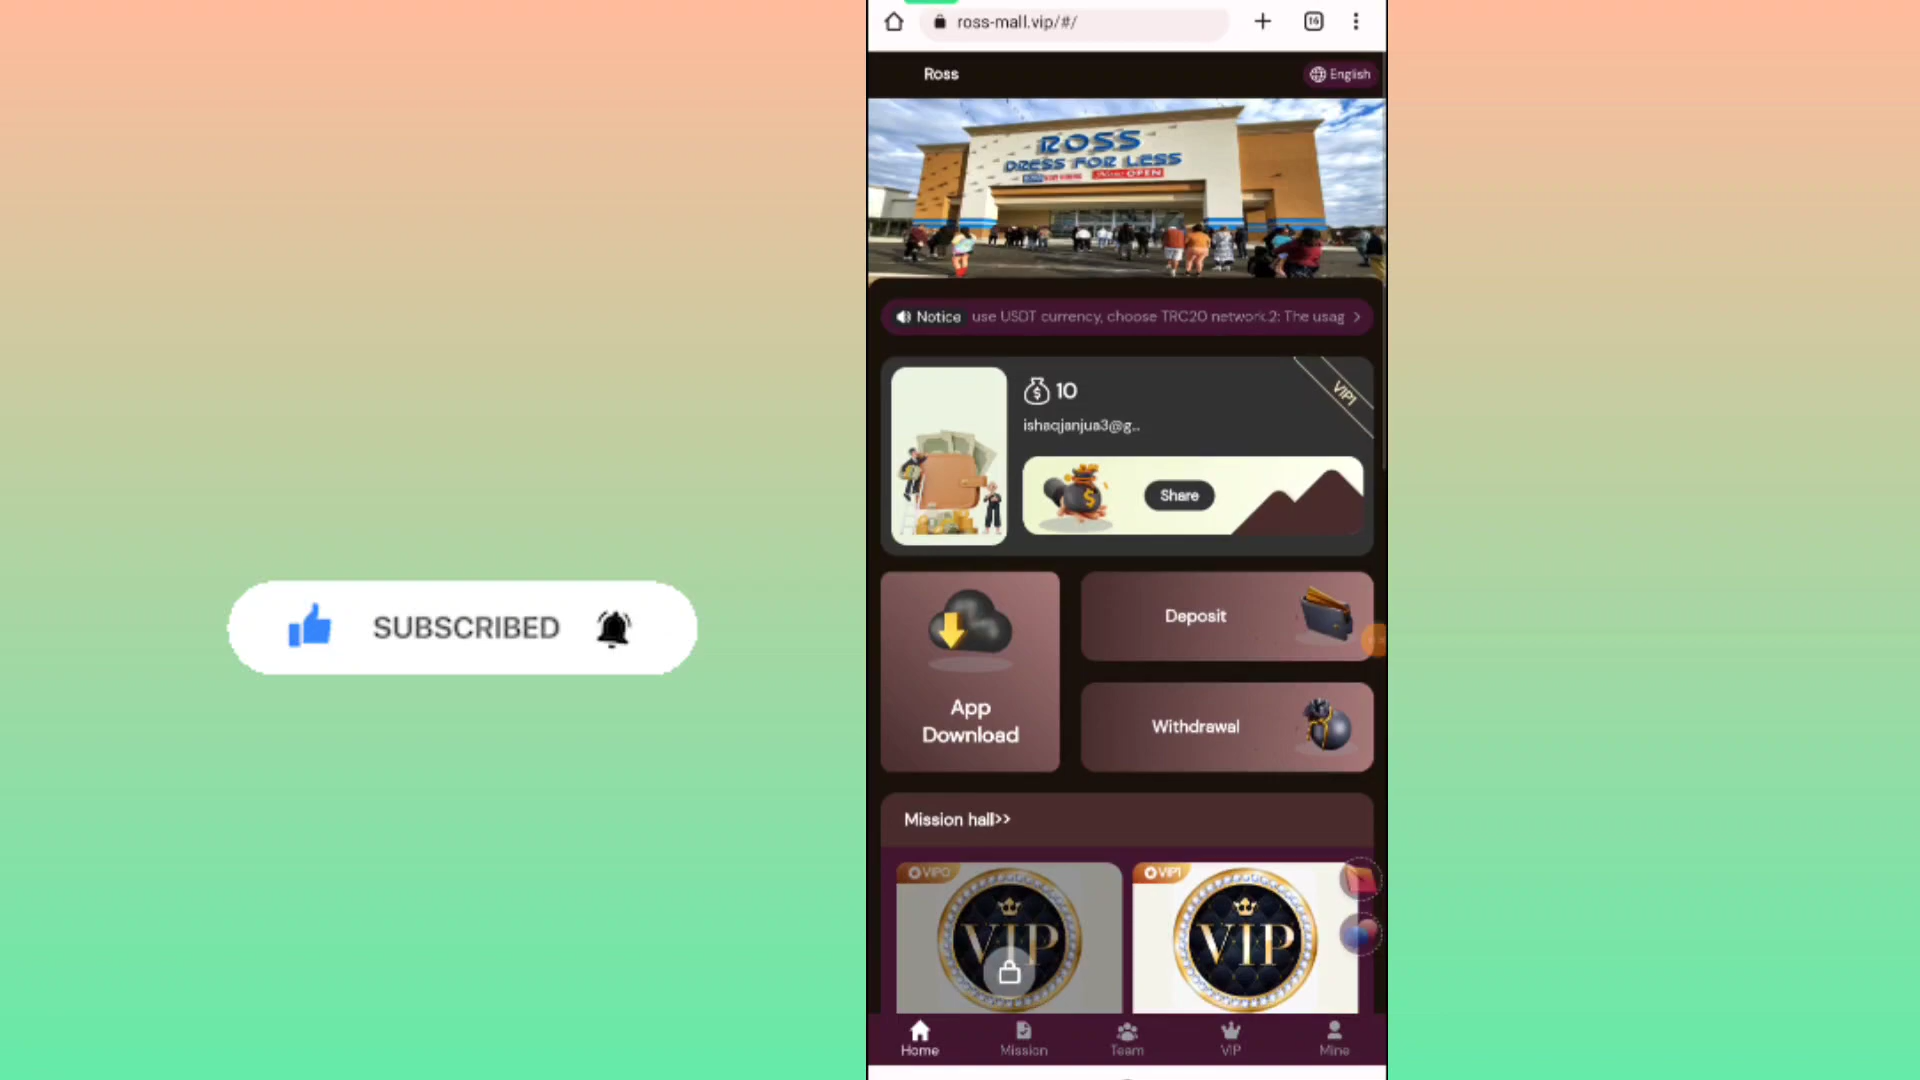 ross-mall.vip/#/
16
Ross
English
ROSS
DRESS FOR LESS
OPEN
Notice
use USDT currency, choose TRC20 network.2: The usag
10
VIP1
ishaqjanjua3@g..
Share
SUBSCRIBED
Deposit
App
Download
Withdrawal
Mission hall>>
VIP0
VIP1
VIP
VIP
Home
Mission
Team
VIP
Mine